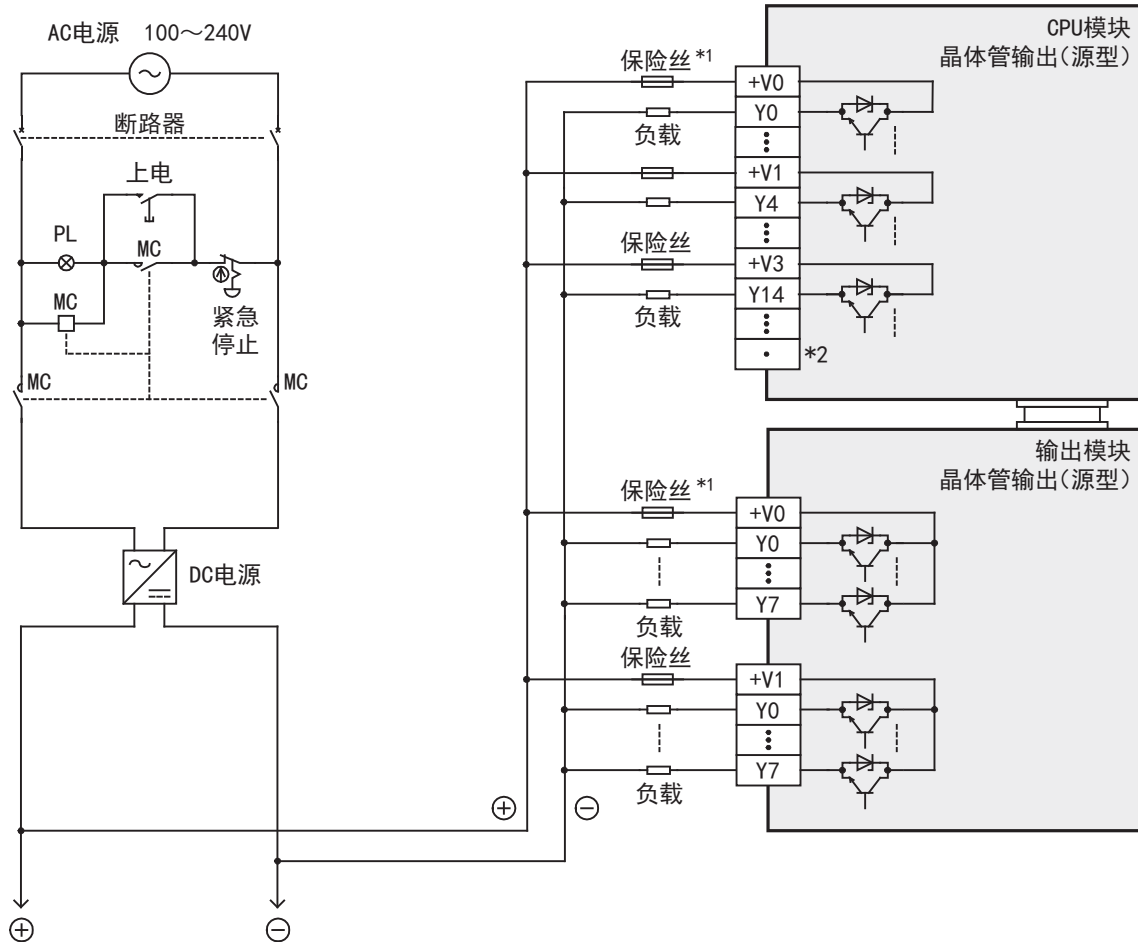 AC电源 100～240V
断路器
上电
PL
MC
MC
紧急
停止
MC
MC
DC电源
⊕
⊖
⊕
⊖
CPU模块
晶体管输出(源型)
保险丝*1
+V0
Y0
负载
+V1
Y4
保险丝
+V3
Y14
负载
*2
输出模块
晶体管输出(源型)
保险丝*1
+V0
Y0
Y7
负载
保险丝
+V1
Y0
Y7
负载